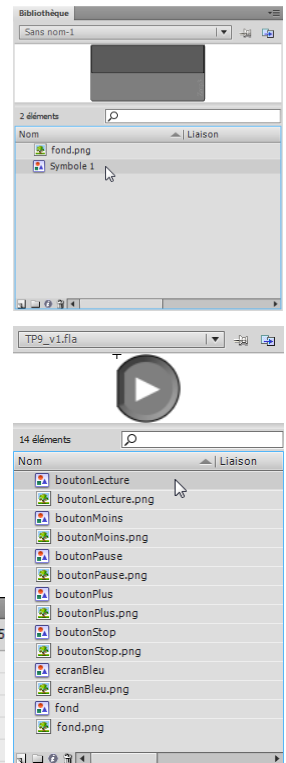 Bibliothèque
Sans nom-1
2 éléments
Nom Liaison
fond.png
Symbole 1
TP9_v1.fla
14 éléments
Nom Liaison
boutonLecture
boutonLecture.png
boutonMoins
boutonMoins.png
boutonPause
boutonPause.png
boutonPlus
boutonPlus.png
boutonStop
boutonStop.png
5
ecranBleu
ecranBleu.png
fond
fond.png